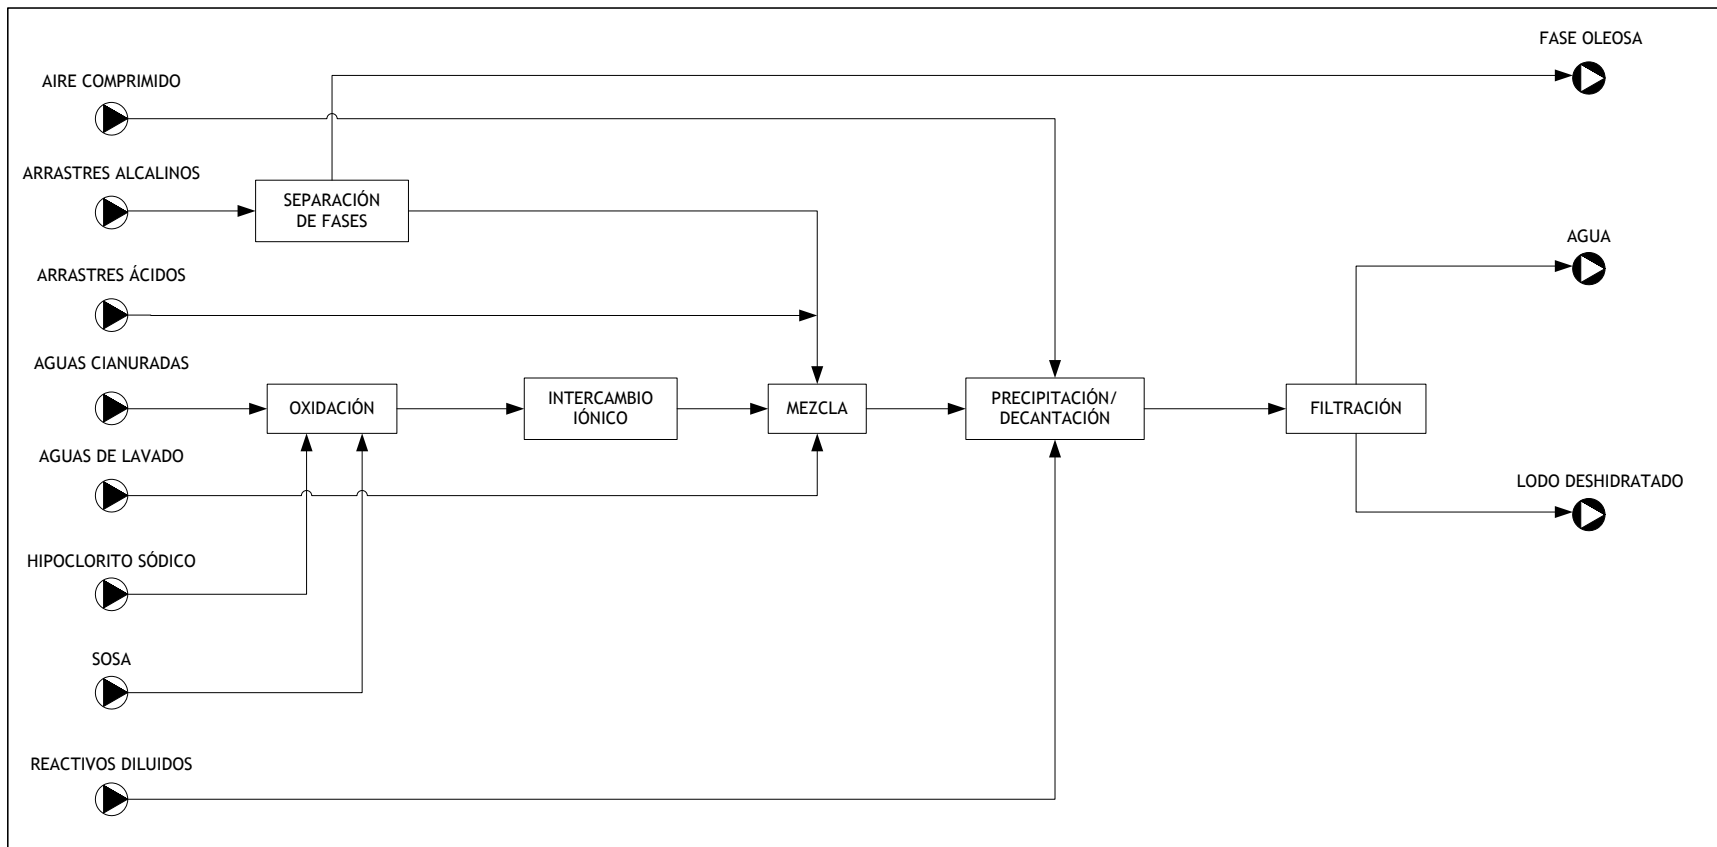 FASE OLEOSA
AIRE COMPRIMIDO
ARRASTRES ALCALINOS
SEPARACIÓN
DE FASES
AGUA
ARRASTRES ÁCIDOS
AGUAS CIANURADAS
OXIDACIÓN
INTERCAMBIO
IÓNICO
MEZCLA
PRECIPITACIÓN/
DECANTACIÓN
FILTRACIÓN
AGUAS DE LAVADO
LODO DESHIDRATADO
HIPOCLORITO SÓDICO
SOSA
REACTIVOS DILUIDOS